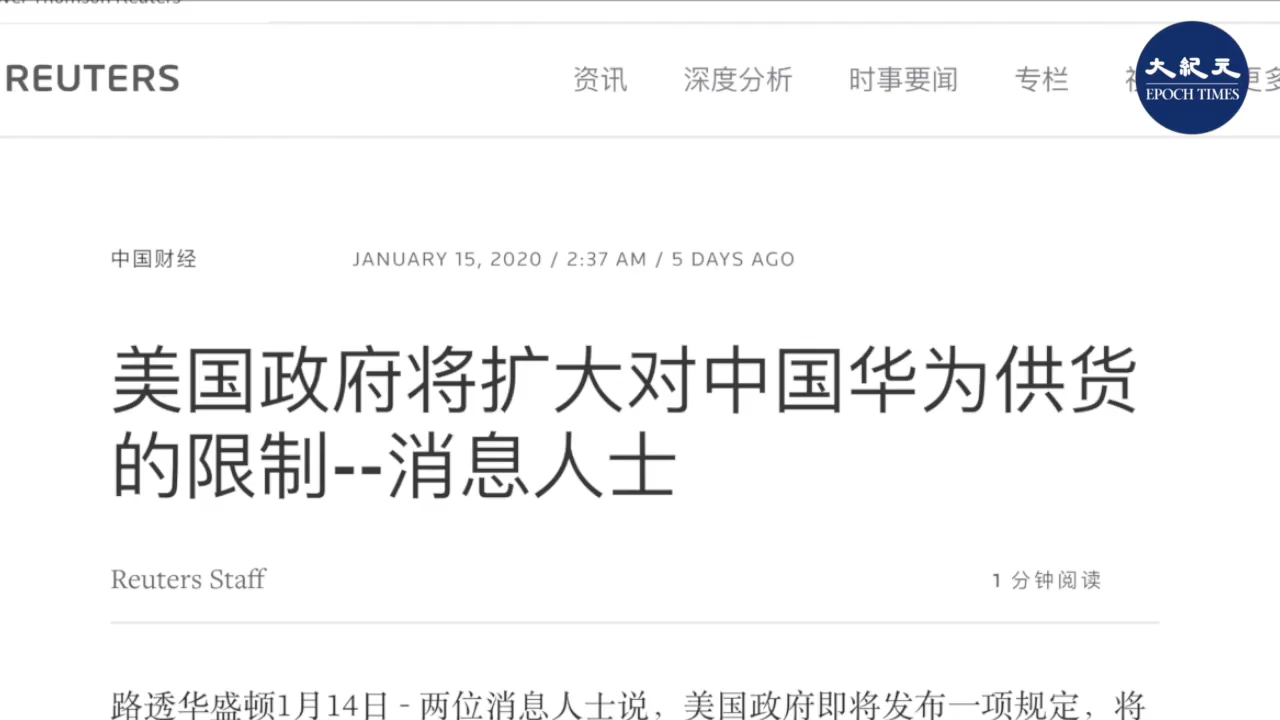 REUTERS
资讯 深度分析 时事要闻 专栏
大紀元
EPOCH TIMES
中国财经 JANUARY 15, 2020 / 2:37 AM / 5 DAYS AGO
美国政府将扩大对中国华为供货
的限制--消息人士
Reuters Staff 1 分钟阅读
路透华盛顿1月14日 - 两位消息人士说，美国政府即将发布一项规定，将